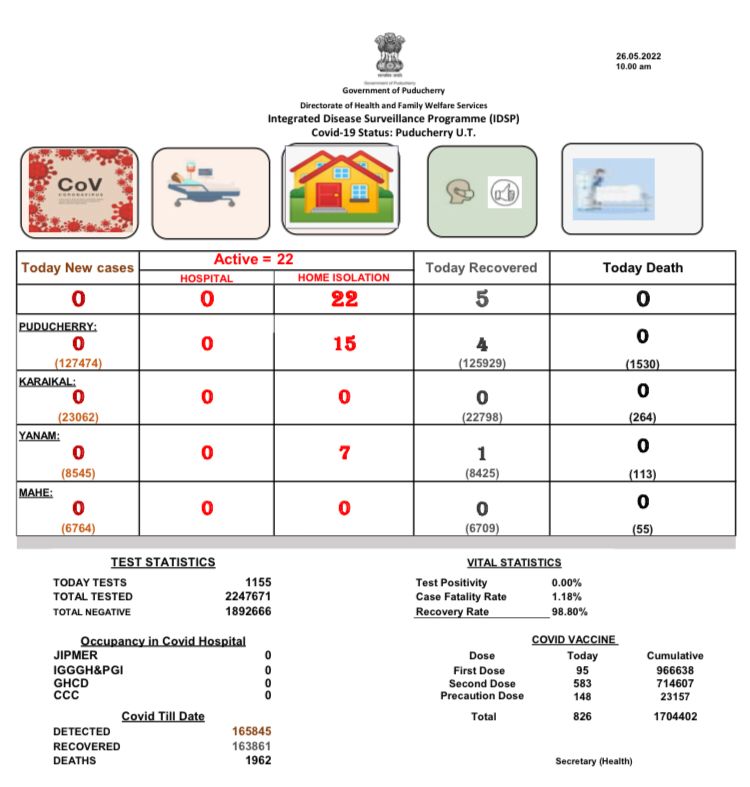 26.05.2022
10.00 am
सत्यमेव जयते
Government of Puducherry
Government of Puducherry
Directorate of Health and Family Welfare Services
Integrated Disease Surveillance Programme (IDSP)
Covid-19 Status: Puducherry U.T.
CoV
CORONAVIRUS
Today New cases
Active = 22
HOSPITAL HOME ISOLATION
Today Recovered
Today Death
0 0 22 5 0
PUDUCHERRY:
0 0 15 4 0
(127474) (125929) (1530)
KARAIKAL:
0 0 0 0 0
(23062) (22798) (264)
YANAM:
0 0 7 1 0
(8545) (8425) (113)
MAHE:
0 0 0 0 0
(6764) (6709) (55)
TEST STATISTICS
TODAY TESTS 1155
TOTAL TESTED 2247671
TOTAL NEGATIVE 1892666
VITAL STATISTICS
Test Positivity 0.00%
Case Fatality Rate 1.18%
Recovery Rate 98.80%
Occupancy in Covid Hospital
JIPMER 0
IGGGH&PGI 0
GHCD 0
CCC 0
COVID VACCINE
Dose Today Cumulative
First Dose 95 966638
Second Dose 583 714607
Precaution Dose 148 23157
Total 826 1704402
Covid Till Date
DETECTED 165845
RECOVERED 163861
DEATHS 1962
Secretary (Health)